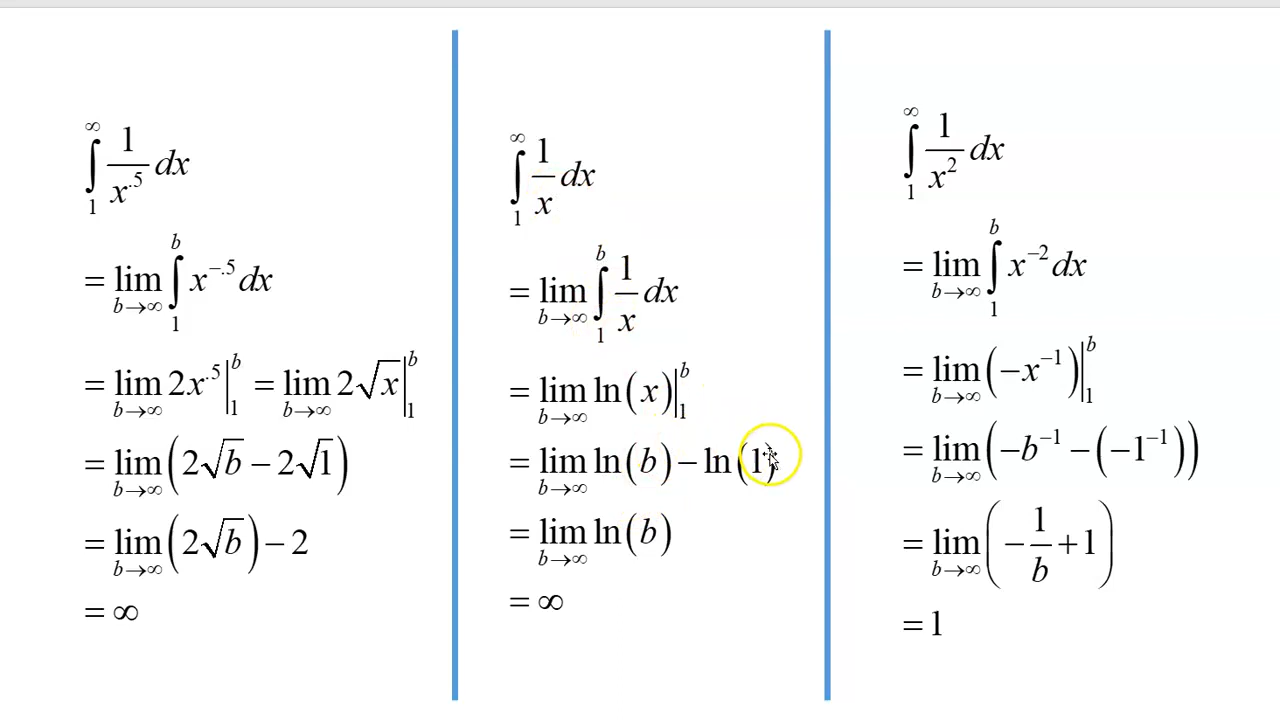 ∫₁^∞ 1/x^.5 dx
= lim_{b→∞} ∫₁^b x^−.5 dx
= lim_{b→∞} 2x^.5 |₁^b = lim_{b→∞} 2√x |₁^b
= lim_{b→∞} (2√b − 2√1)
= lim_{b→∞} (2√b) − 2
= ∞
∫₁^∞ 1/x dx
= lim_{b→∞} ∫₁^b 1/x dx
= lim_{b→∞} ln(x) |₁^b
= lim_{b→∞} ln(b) − ln(1)
= lim_{b→∞} ln(b)
= ∞
∫₁^∞ 1/x² dx
= lim_{b→∞} ∫₁^b x^−2 dx
= lim_{b→∞} (−x^−1) |₁^b
= lim_{b→∞} (−b^−1 − (−1^−1))
= lim_{b→∞} (−1/b + 1)
= 1